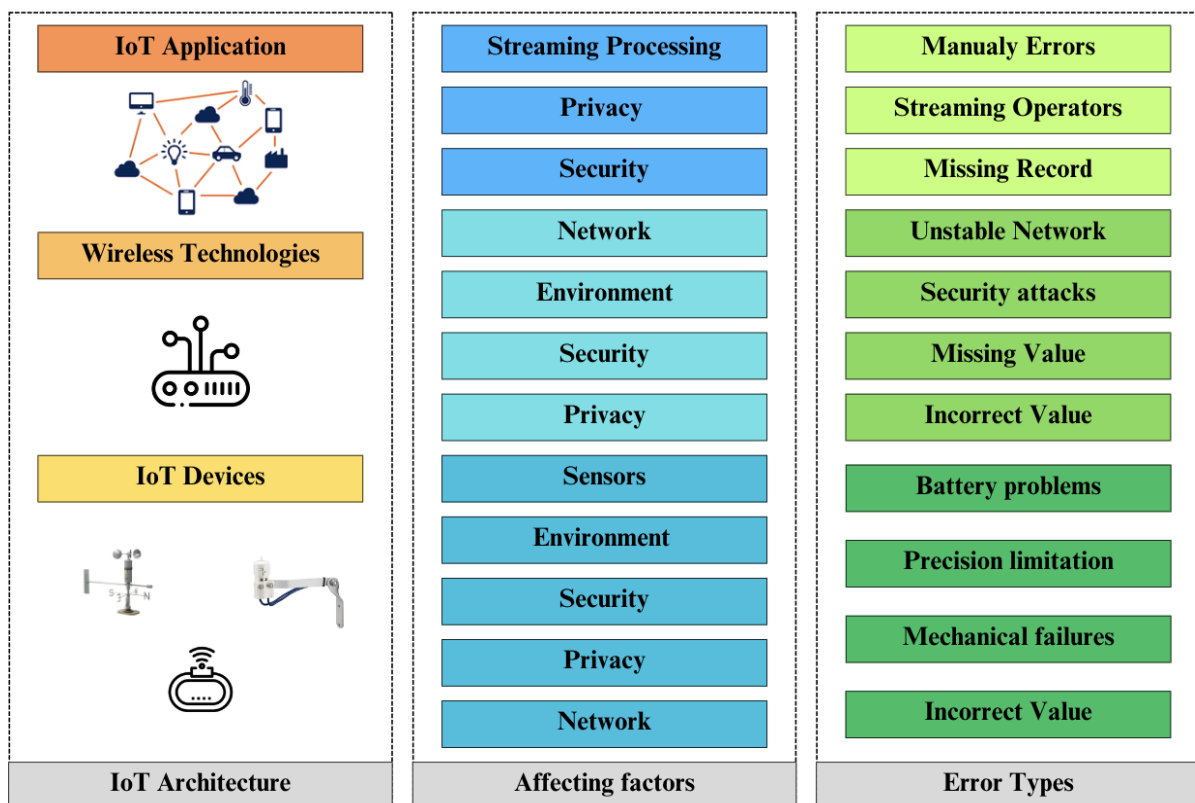 IoT Application
Wireless Technologies
IoT Devices
S
N
IoT Architecture
Streaming Processing
Privacy
Security
Network
Environment
Security
Privacy
Sensors
Environment
Security
Privacy
Network
Affecting factors
Manualy Errors
Streaming Operators
Missing Record
Unstable Network
Security attacks
Missing Value
Incorrect Value
Battery problems
Precision limitation
Mechanical failures
Incorrect Value
Error Types